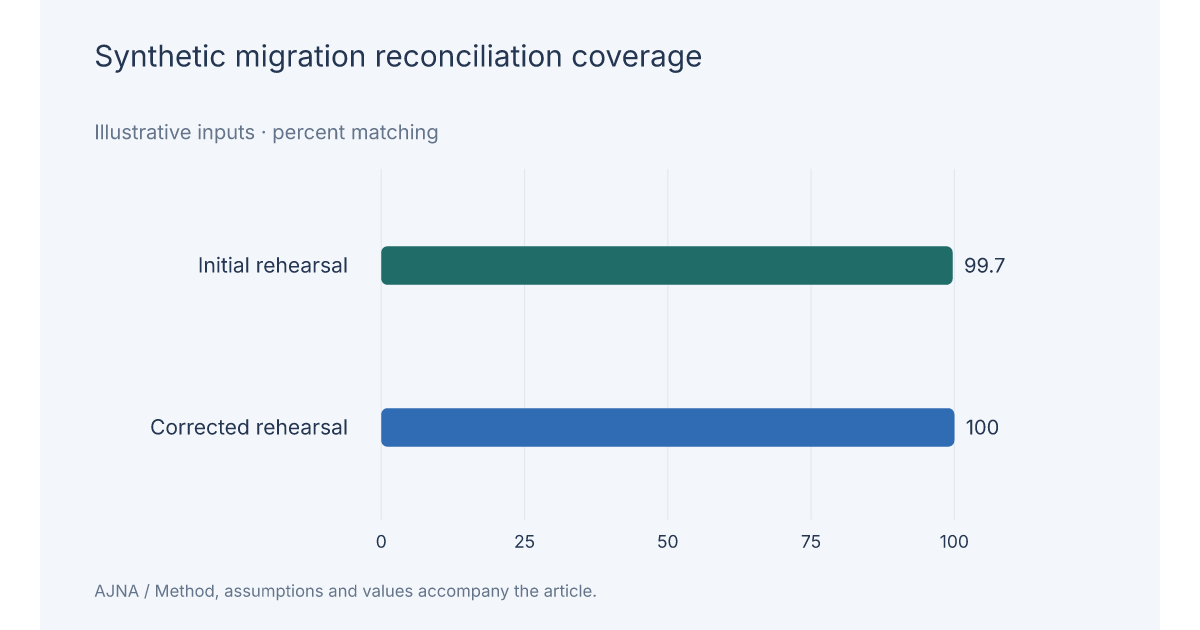 Synthetic migration reconciliation coverage
Illustrative inputs · percent matching
Initial rehearsal 99.7
Corrected rehearsal 100
0 25 50 75 100
AJNA / Method, assumptions and values accompany the article.